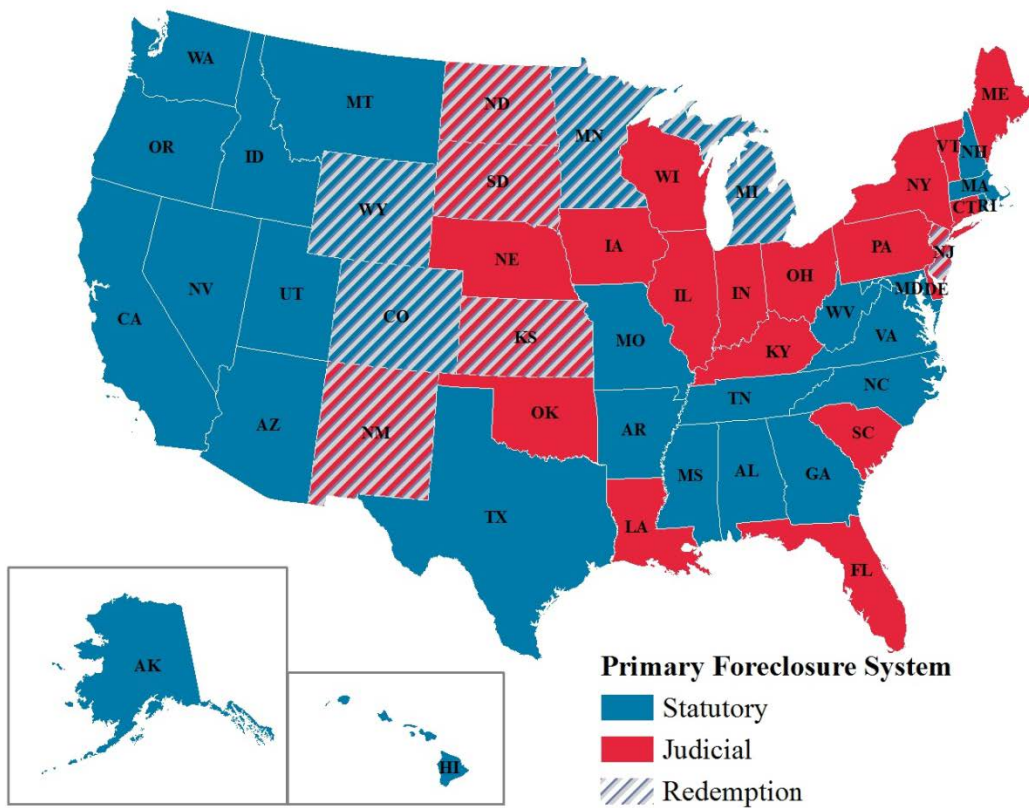 WA
MT
ND
MN
ME
OR
ID
SD
WI
VT
NH
WY
MI
NY
MA
CT
RI
NE
IA
PA
NJ
NV
UT
CO
IL
IN
OH
MD
DE
CA
KS
MO
WV
VA
KY
AZ
NM
OK
TN
NC
AR
SC
MS
AL
GA
TX
LA
FL
AK
HI
Primary Foreclosure System
Statutory
Judicial
Redemption